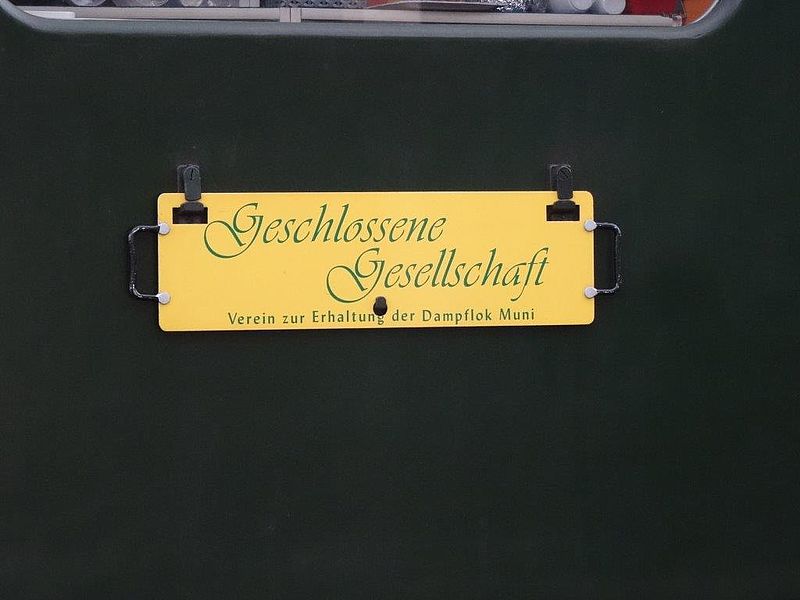 Geschlossene
Gesellschaft
Verein zur Erhaltung der Dampflok Muni